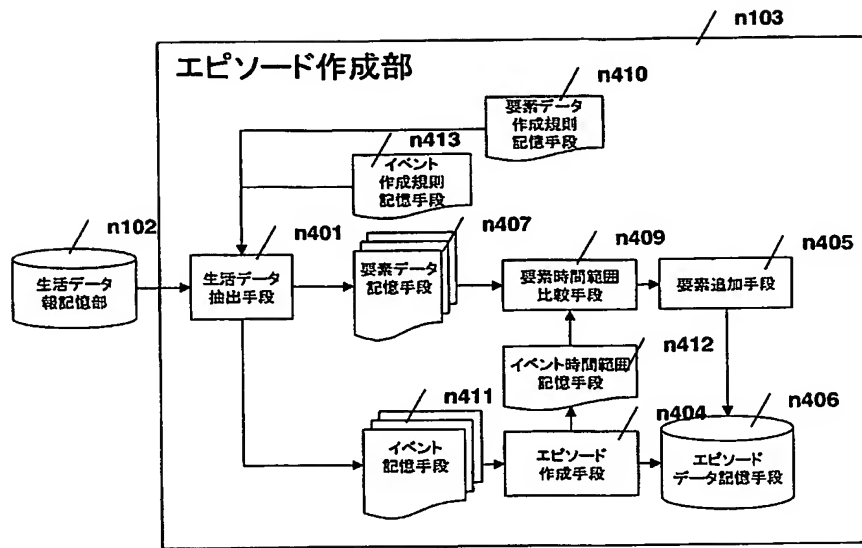 n103
エピソード作成部
n410
要素データ
作成規則
記憶手段
n413
イベント
作成規則
記憶手段
n102
生活データ
報記憶部
n401
生活データ
抽出手段
n407
要素データ
記憶手段
n409
要素時間範囲
比較手段
n405
要素追加手段
n412
イベント時間範囲
記憶手段
n411
イベント
記憶手段
n404
エピソード
作成手段
n406
エピソード
データ記憶手段